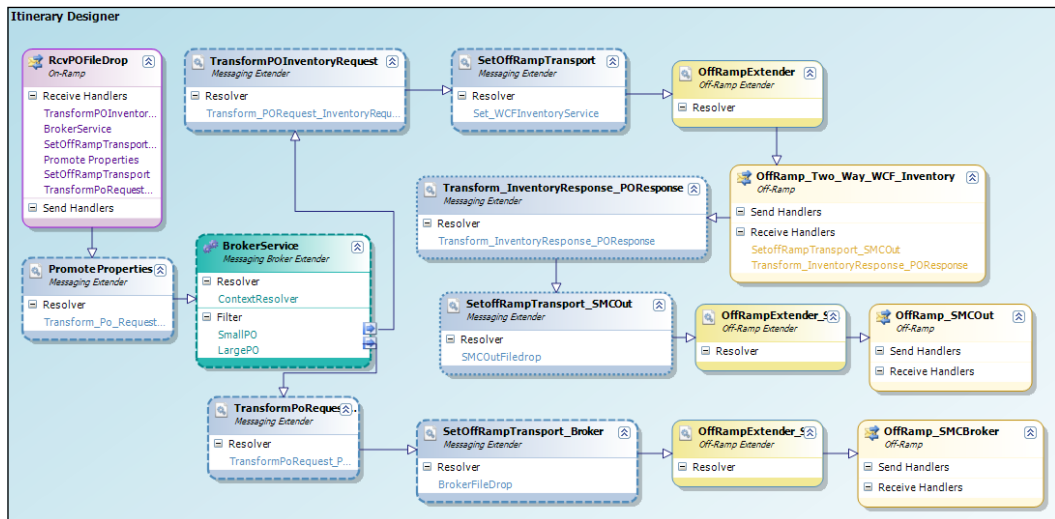 Itinerary Designer
RcvPOFileDrop
On-Ramp
Receive Handlers
TransformPOInventor...
BrokerService
SetOffRampTransport...
Promote Properties
SetOffRampTransport
TransformPoRequest...
Send Handlers
TransformPOInventoryRequest
Messaging Extender
Resolver
Transform_PORequest_InventoryRequ...
SetOffRampTransport
Messaging Extender
Resolver
Set_WCFInventoryService
OffRampExtender
Off-Ramp Extender
Resolver
OffRamp_Two_Way_WCF_Inventory
Off-Ramp
Send Handlers
Receive Handlers
SetoffRampTransport_SMCOut
Transform_InventoryResponse_POResponse
Transform_InventoryResponse_POResponse
Messaging Extender
Resolver
Transform_InventoryResponse_POResponse
PromoteProperties
Messaging Extender
Resolver
Transform_Po_Request...
BrokerService
Messaging Broker Extender
Resolver
ContextResolver
Filter
SmallPO
LargePO
SetoffRampTransport_SMCOut
Messaging Extender
Resolver
SMCOutFiledrop
OffRampExtender_S
Off-Ramp Extender
Resolver
OffRamp_SMCOut
Off-Ramp
Send Handlers
Receive Handlers
TransformPoReques...
Messaging Extender
Resolver
TransformPoRequest_P...
SetOffRampTransport_Broker
Messaging Extender
Resolver
BrokerFileDrop
OffRampExtender_S
Off-Ramp Extender
Resolver
OffRamp_SMCBroker
Off-Ramp
Send Handlers
Receive Handlers